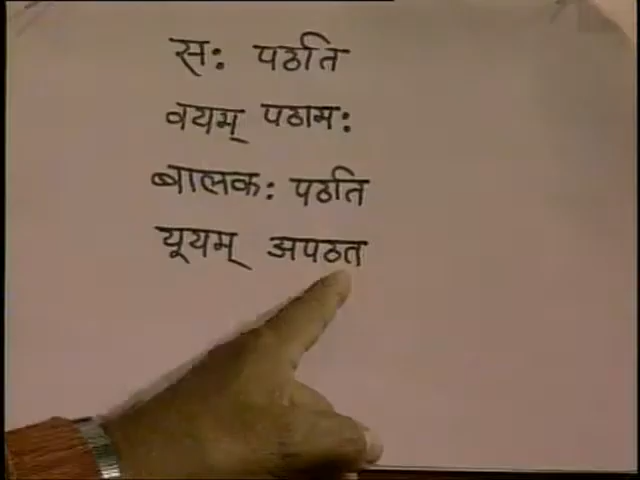 सः पठति
वयम् पठामः
बालकः पठति
यूयम् अपठत